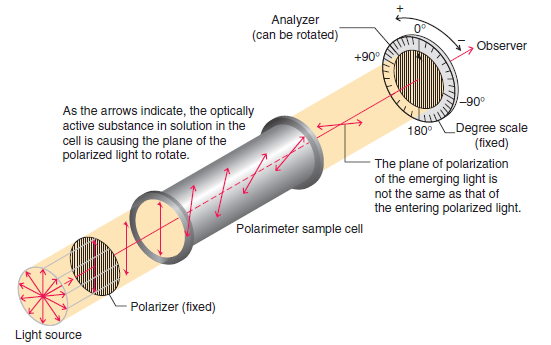 Analyzer
(can be rotated)
+
0°
–
Observer
+90°
–90°
180°
Degree scale
(fixed)
As the arrows indicate, the optically
active substance in solution in the
cell is causing the plane of the
polarized light to rotate.
The plane of polarization
of the emerging light is
not the same as that of
the entering polarized light.
Polarimeter sample cell
Polarizer (fixed)
Light source